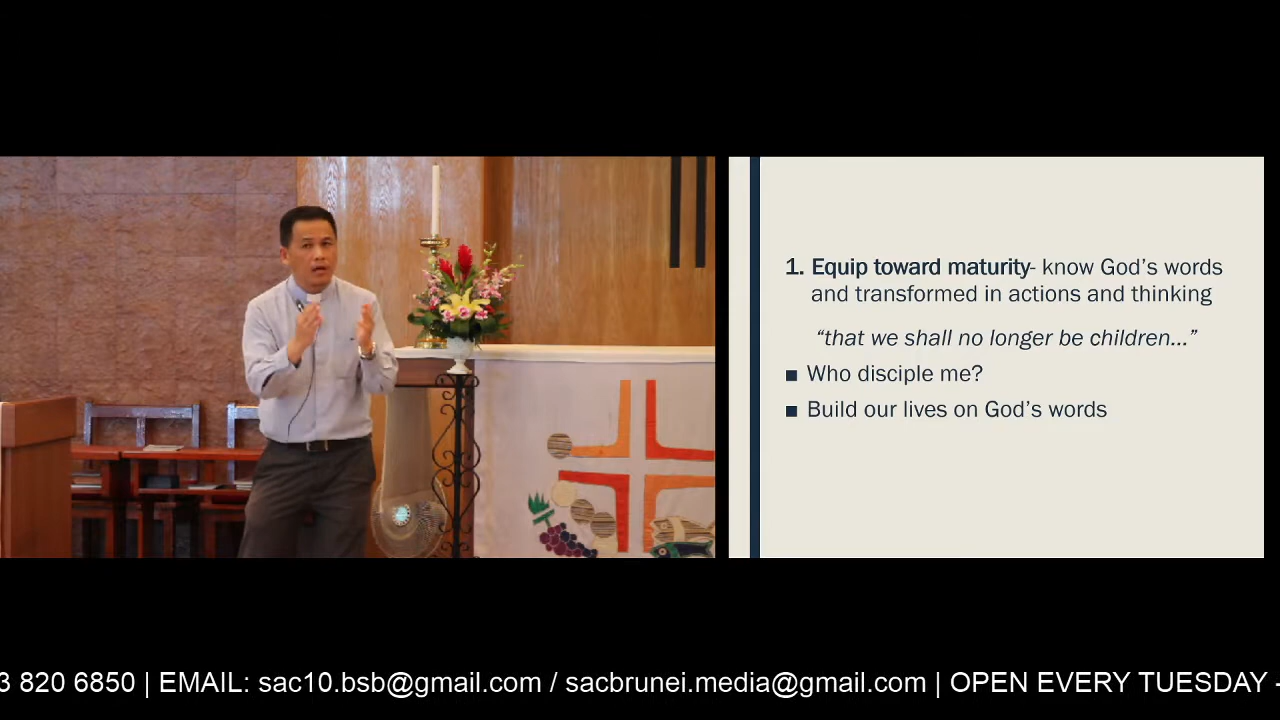 1. Equip toward maturity- know God's words
and transformed in actions and thinking
"that we shall no longer be children..."
■ Who disciple me?
■ Build our lives on God's words
3 820 6850 | EMAIL: sac10.bsb@gmail.com / sacbrunei.media@gmail.com | OPEN EVERY TUESDAY -